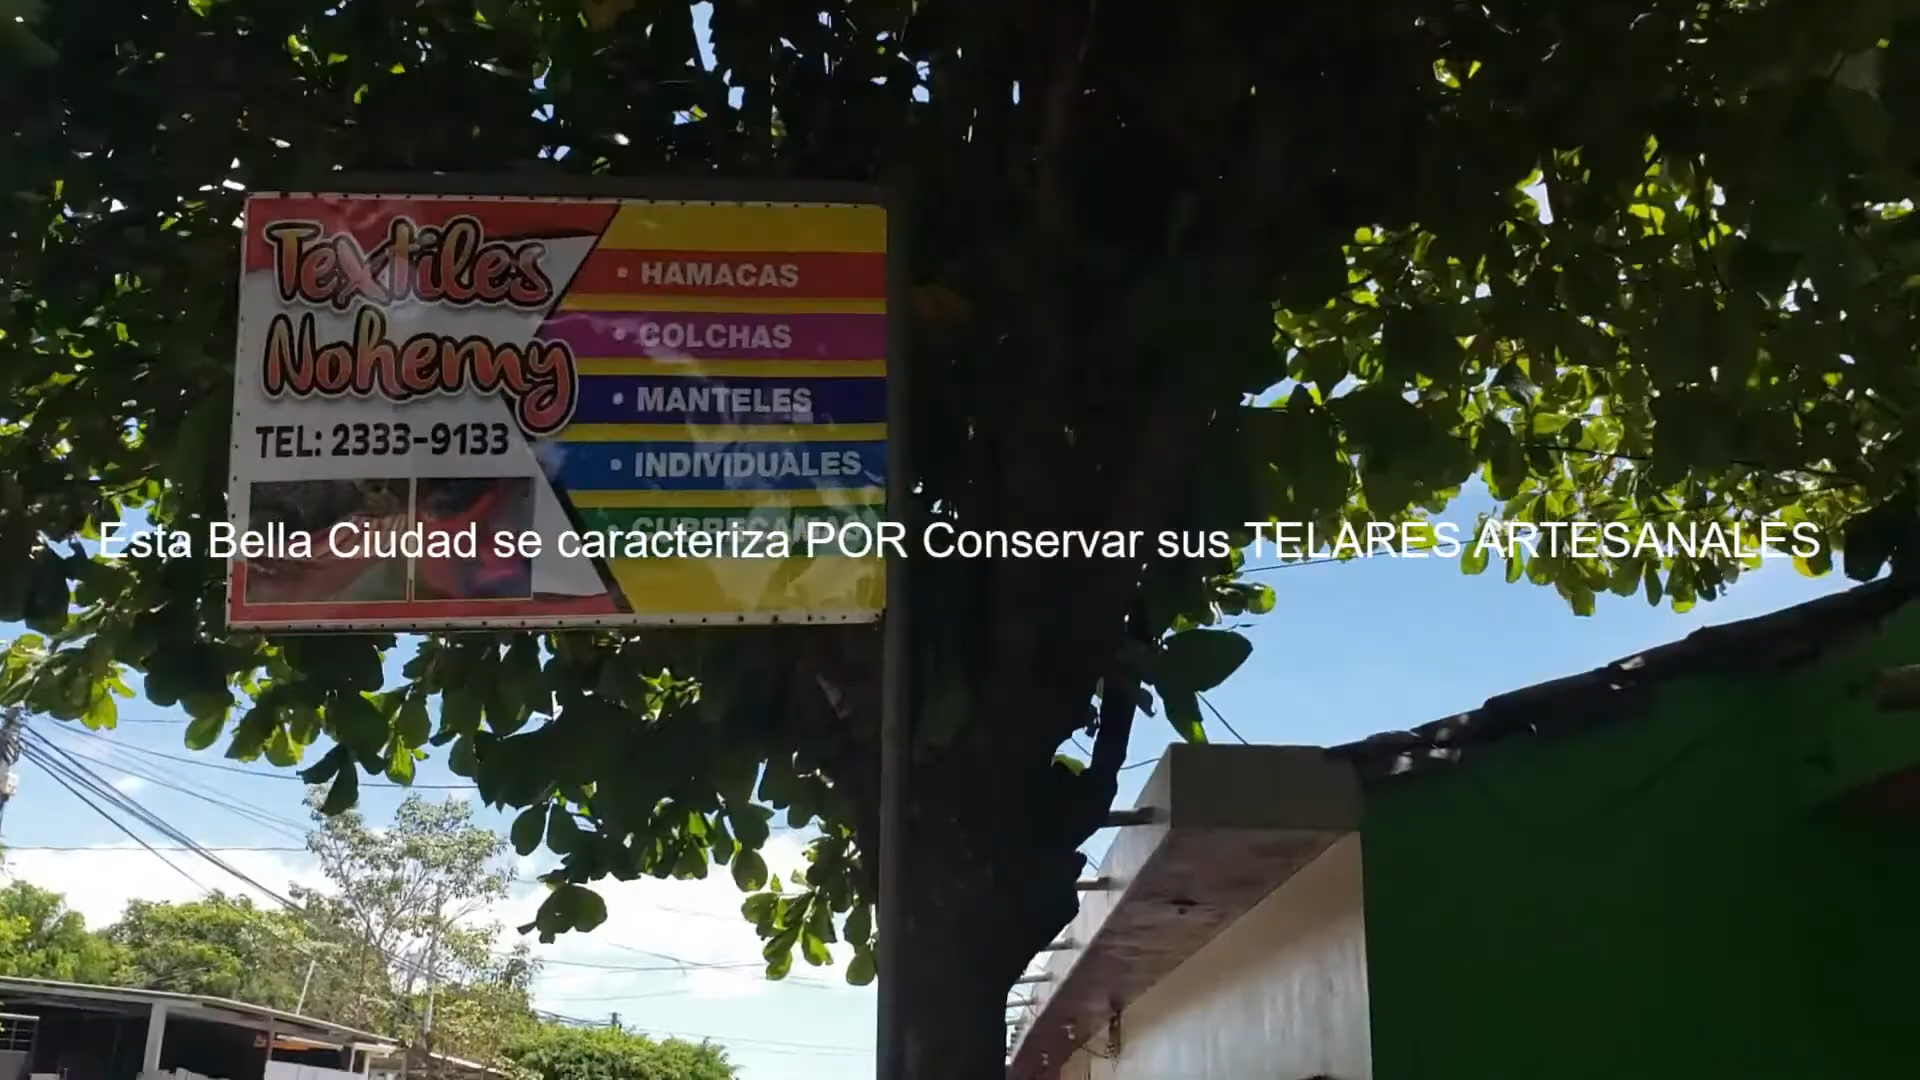 Textiles
Nohemy
TEL: 2333-9133
• HAMACAS
• COLCHAS
• MANTELES
• INDIVIDUALES
Esta Bella Ciudad se caracteriza POR Conservar sus TELARES ARTESANALES